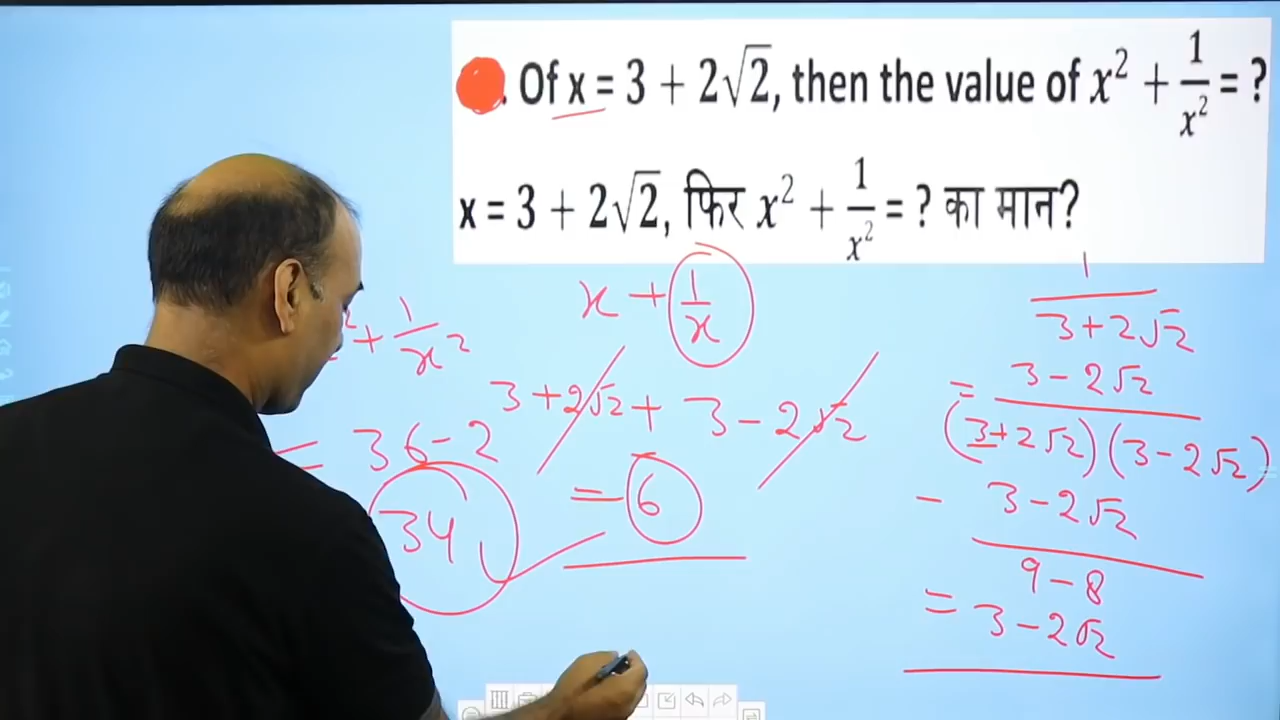 . Of x = 3 + 2√2, then the value of x² + 1/x² = ?
x = 3 + 2√2, फिर x² + 1/x² = ? का मान?
² + 1/x²
= 36 - 2
34
x + 1/x
3 + 2√2 + 3 - 2√2
= 6
1/(3 + 2√2)
= (3 - 2√2)/((3 + 2√2)(3 - 2√2))
- (3 - 2√2)/(9 - 8)
= 3 - 2√2